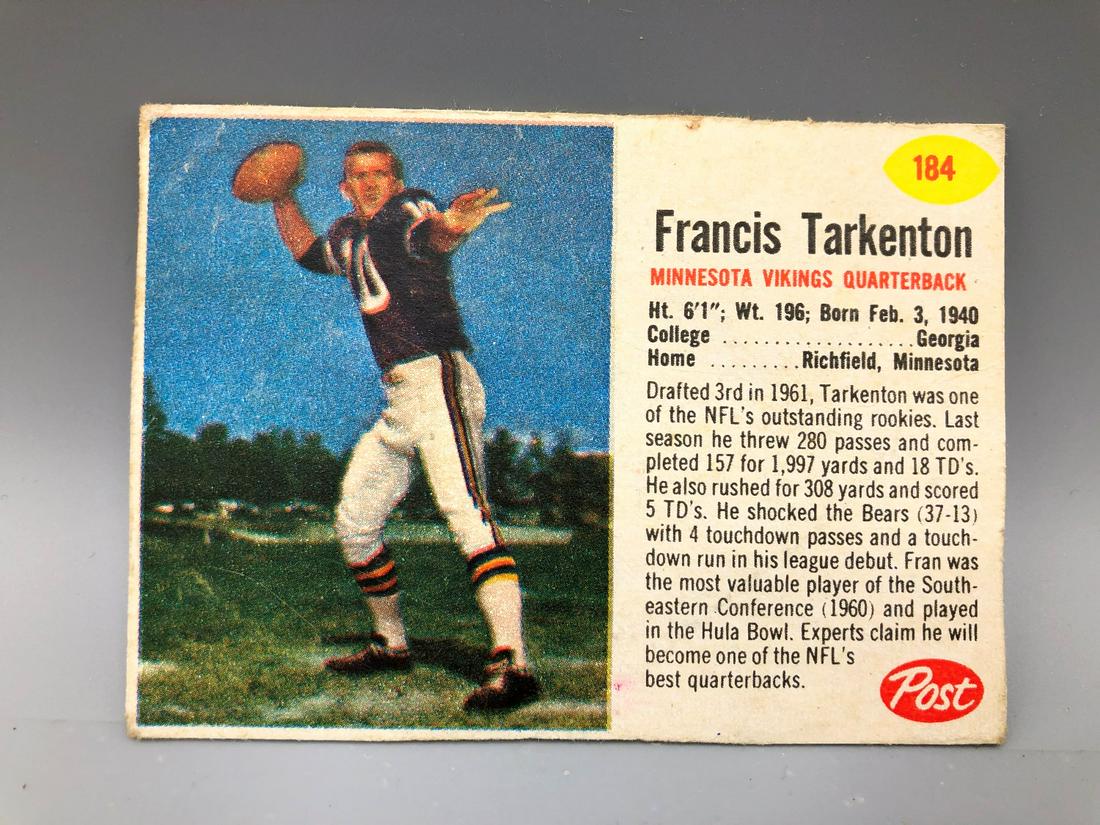 184
Francis Tarkenton
MINNESOTA VIKINGS QUARTERBACK
Ht. 6'1"; Wt. 196; Born Feb. 3, 1940
College ...................Georgia
Home .........Richfield, Minnesota
Drafted 3rd in 1961, Tarkenton was one
of the NFL's outstanding rookies. Last
season he threw 280 passes and com-
pleted 157 for 1,997 yards and 18 TD's.
He also rushed for 308 yards and scored
5 TD's. He shocked the Bears (37-13)
with 4 touchdown passes and a touch-
down run in his league debut. Fran was
the most valuable player of the South-
eastern Conference (1960) and played
in the Hula Bowl. Experts claim he will
become one of the NFL's
best quarterbacks.
Post
10